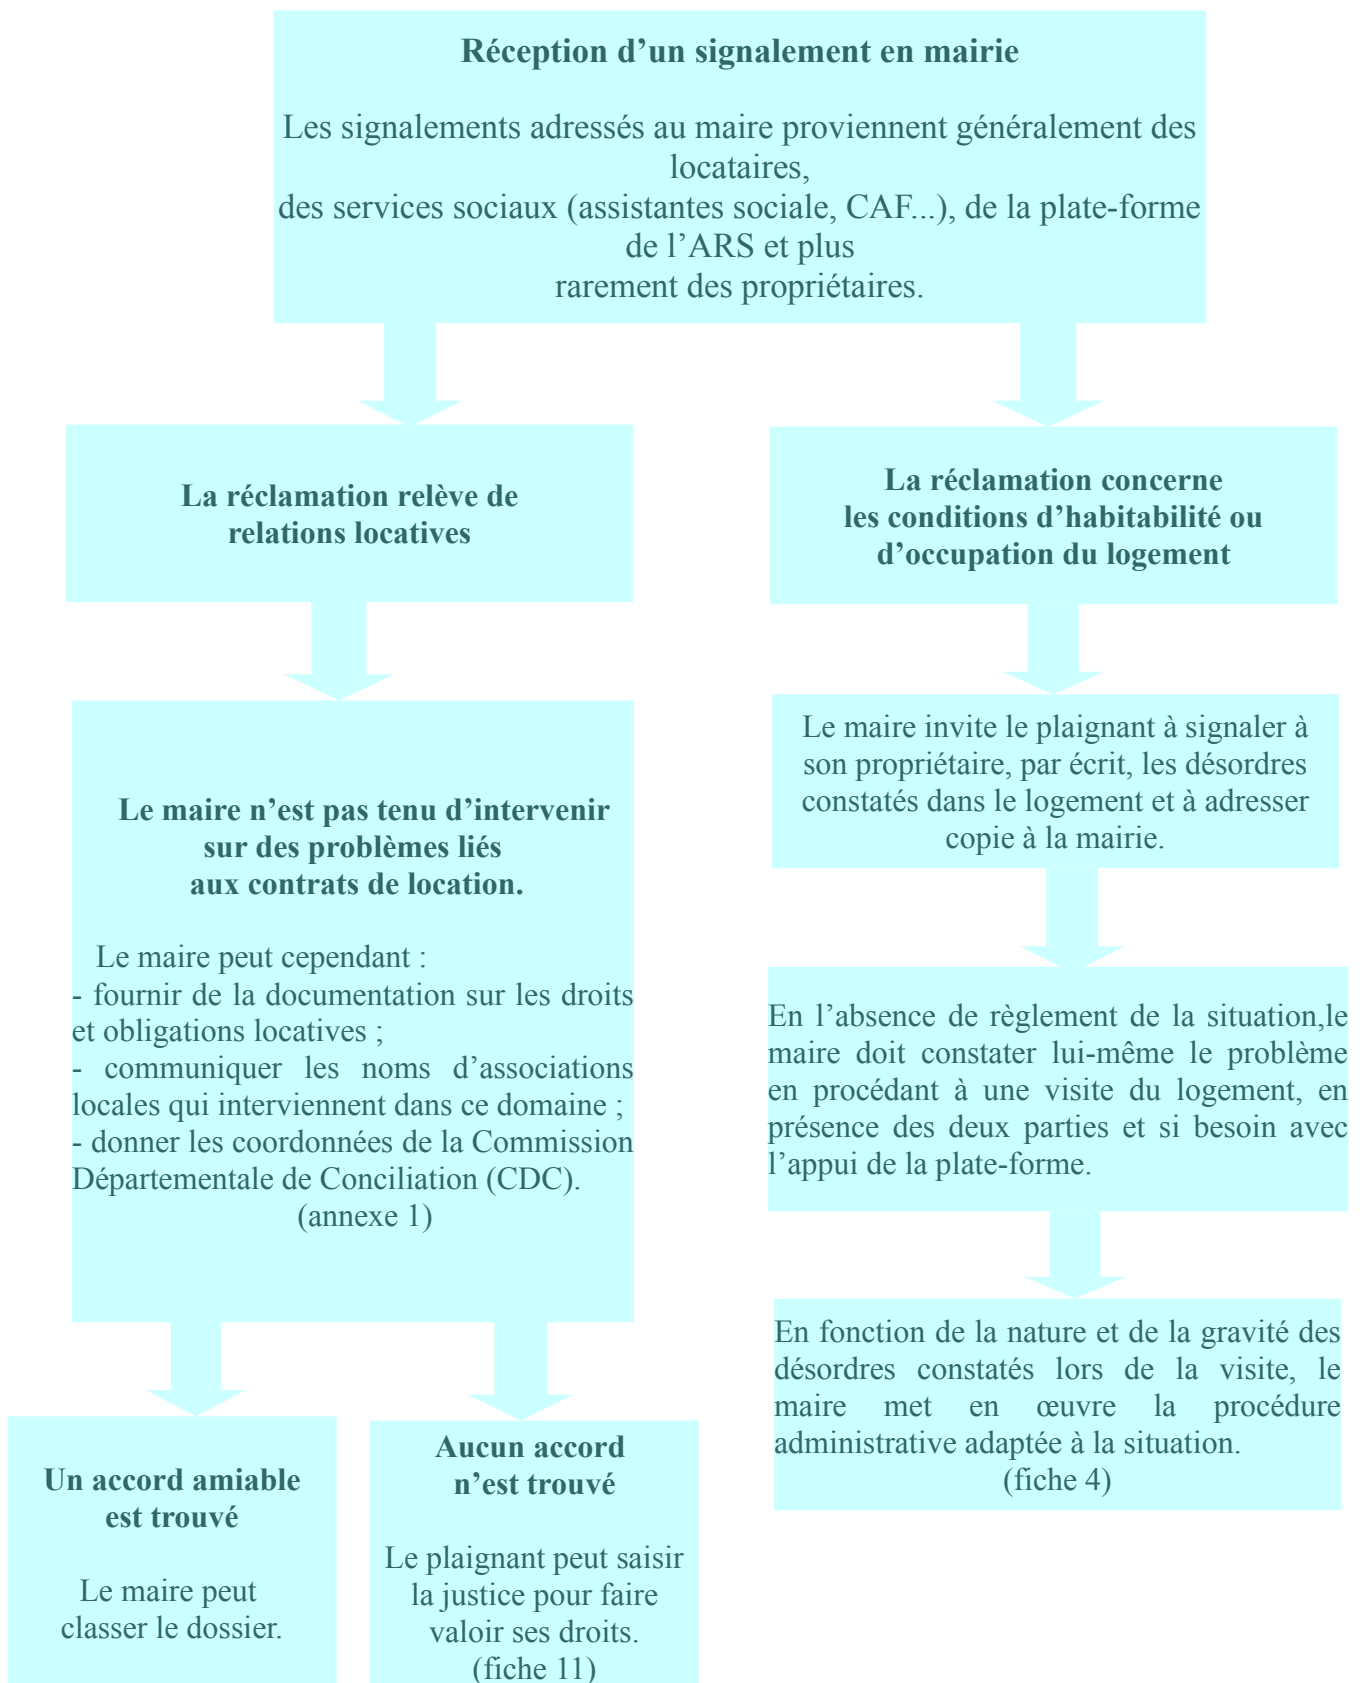 Réception d’un signalement en mairie
Les signalements adressés au maire proviennent généralement des
locataires,
des services sociaux (assistantes sociale, CAF...), de la plate-forme
de l’ARS et plus
rarement des propriétaires.
La réclamation relève de
relations locatives
Le maire n’est pas tenu d’intervenir
sur des problèmes liés
aux contrats de location.
Le maire peut cependant :
- fournir de la documentation sur les droits
et obligations locatives ;
- communiquer les noms d’associations
locales qui interviennent dans ce domaine ;
- donner les coordonnées de la Commission
Départementale de Conciliation (CDC).
(annexe 1)
Un accord amiable
est trouvé
Le maire peut
classer le dossier.
Aucun accord
n’est trouvé
Le plaignant peut saisir
la justice pour faire
valoir ses droits.
(fiche 11)
La réclamation concerne
les conditions d’habitabilité ou
d’occupation du logement
Le maire invite le plaignant à signaler à
son propriétaire, par écrit, les désordres
constatés dans le logement et à adresser
copie à la mairie.
En l’absence de règlement de la situation,le
maire doit constater lui-même le problème
en procédant à une visite du logement, en
présence des deux parties et si besoin avec
l’appui de la plate-forme.
En fonction de la nature et de la gravité des
désordres constatés lors de la visite, le
maire met en œuvre la procédure
administrative adaptée à la situation.
(fiche 4)